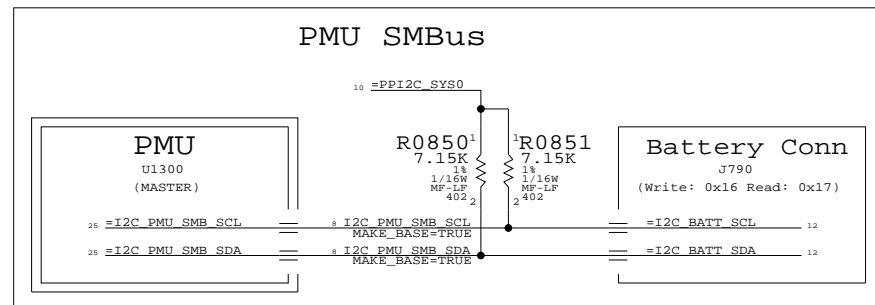 PMU SMBus
10 =PPI2C_SYS0
PMU
U1300
(MASTER)
R0850 1
7.15K
1%
1/16W
MF-LF
402
2
1 R0851
7.15K
1%
1/16W
MF-LF
402
2
Battery Conn
J790
(Write: 0x16 Read: 0x17)
25 =I2C_PMU_SMB_SCL
8 I2C_PMU_SMB_SCL
MAKE_BASE=TRUE
=I2C_BATT_SCL 12
25 =I2C_PMU_SMB_SDA
8 I2C_PMU_SMB_SDA
MAKE_BASE=TRUE
=I2C_BATT_SDA 12